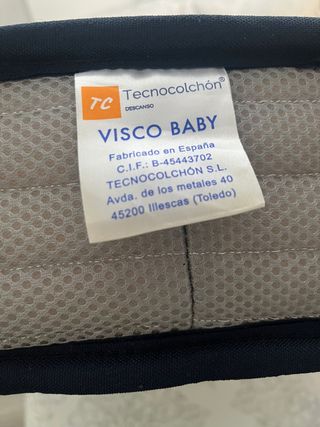 TC Tecnocolchón®
DESCANSO
VISCO BABY
Fabricado en España
C.I.F.: B-45443702
TECNOCOLCHÓN S.L.
Avda. de los metales 40
45200 Illescas (Toledo)